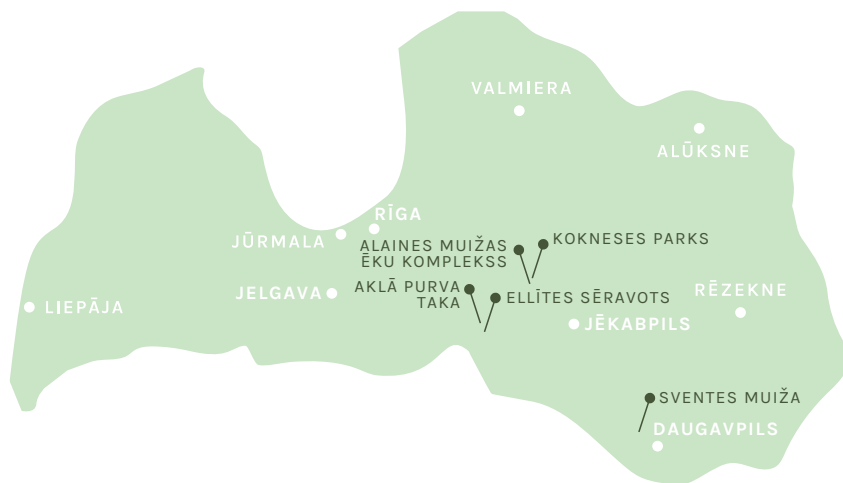 VALMIERA
ALŪKSNE
RĪGA
JŪRMALA
ALAINES MUIŽAS
ĒKU KOMPLEKSS
KOKNESES PARKS
AKLĀ PURVA
TAKA
ELLĪTES SĒRAVOTS
JELGAVA
RĒZEKNE
LIEPĀJA
JĒKABPILS
SVENTES MUIŽA
DAUGAVPILS